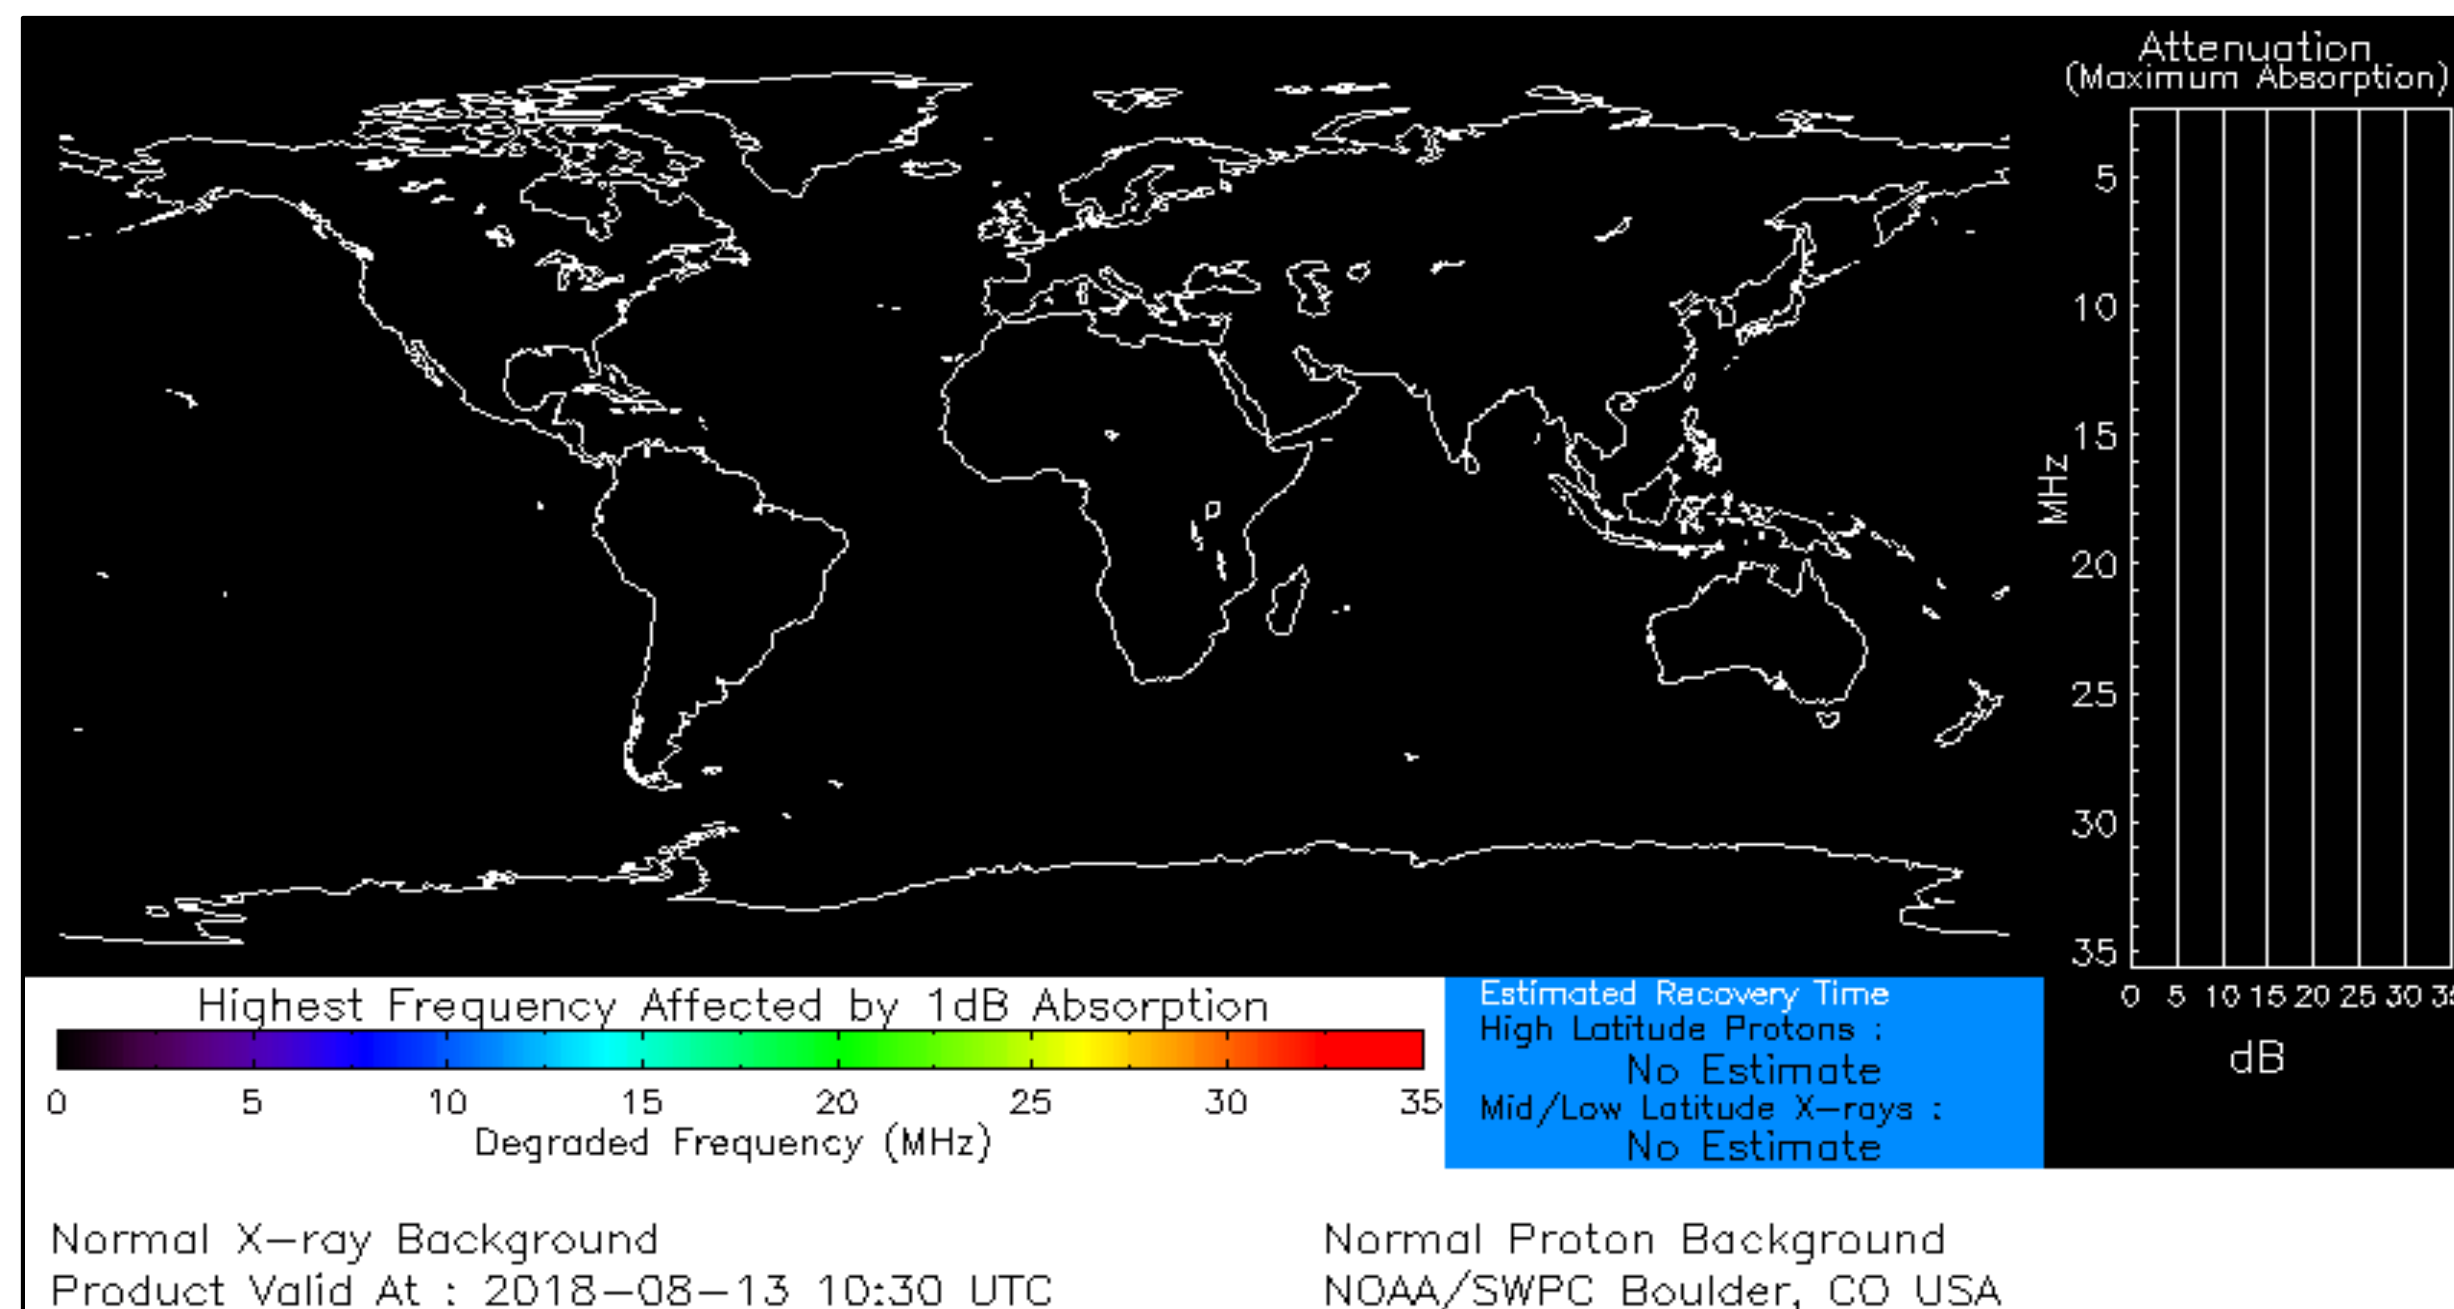 Attenuation
(Maximum Absorption)
5
10
15
20
25
30
35
MHz
0 5 10 15 20 25 30
dB
Highest Frequency Affected by 1dB Absorption
0 5 10 15 20 25 30 35
Degraded Frequency (MHz)
Estimated Recovery Time
High Latitude Protons :
No Estimate
Mid/Low Latitude X-rays :
No Estimate
Normal X-ray Background
Product Valid At : 2018-08-13 10:30 UTC
Normal Proton Background
NOAA/SWPC Boulder, CO USA